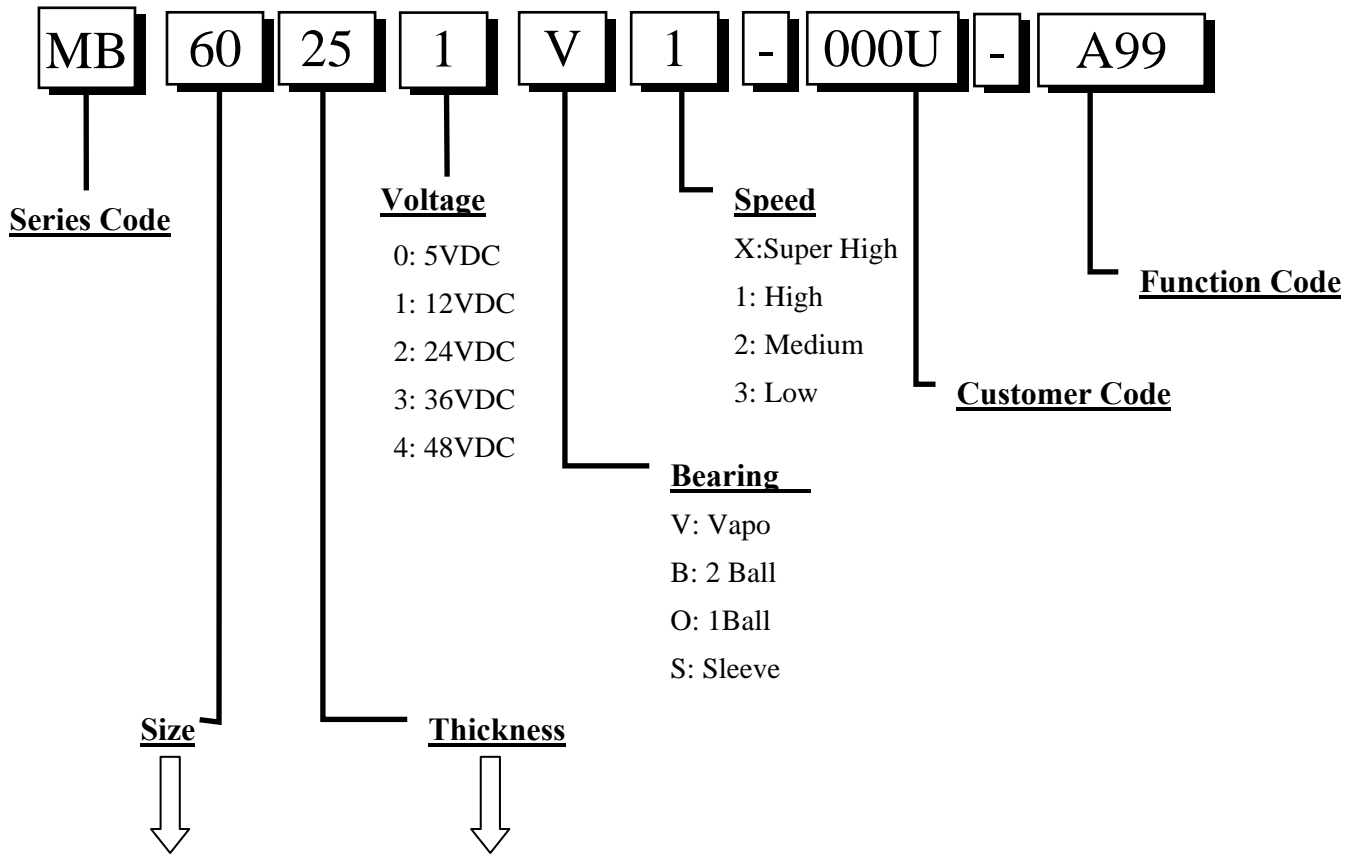 MB 60 25 1 V 1 - 000U - A99
Series Code
Voltage
0: 5VDC
1: 12VDC
2: 24VDC
3: 36VDC
4: 48VDC
Speed
X:Super High
1: High
2: Medium
3: Low
Function Code
Customer Code
Bearing
V: Vapo
B: 2 Ball
O: 1Ball
S: Sleeve
Size
Thickness